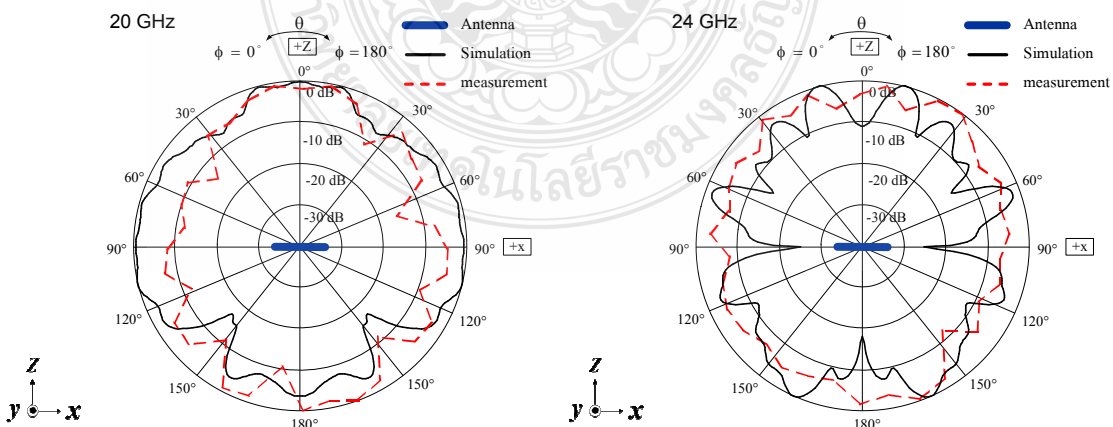 20 GHz
θ
Antenna
ϕ = 0° +Z ϕ = 180°
Simulation
measurement
0°
0 dB
30° 30°
-10 dB
60° 60°
-20 dB
-30 dB
90° 90° +x
120° 120°
150° 150°
180°
z
y x
24 GHz
θ
Antenna
ϕ = 0° +Z ϕ = 180°
Simulation
measurement
0°
0 dB
30° 30°
-10 dB
60° 60°
-20 dB
-30 dB
90° 90° +x
120° 120°
150° 150°
180°
z
y x